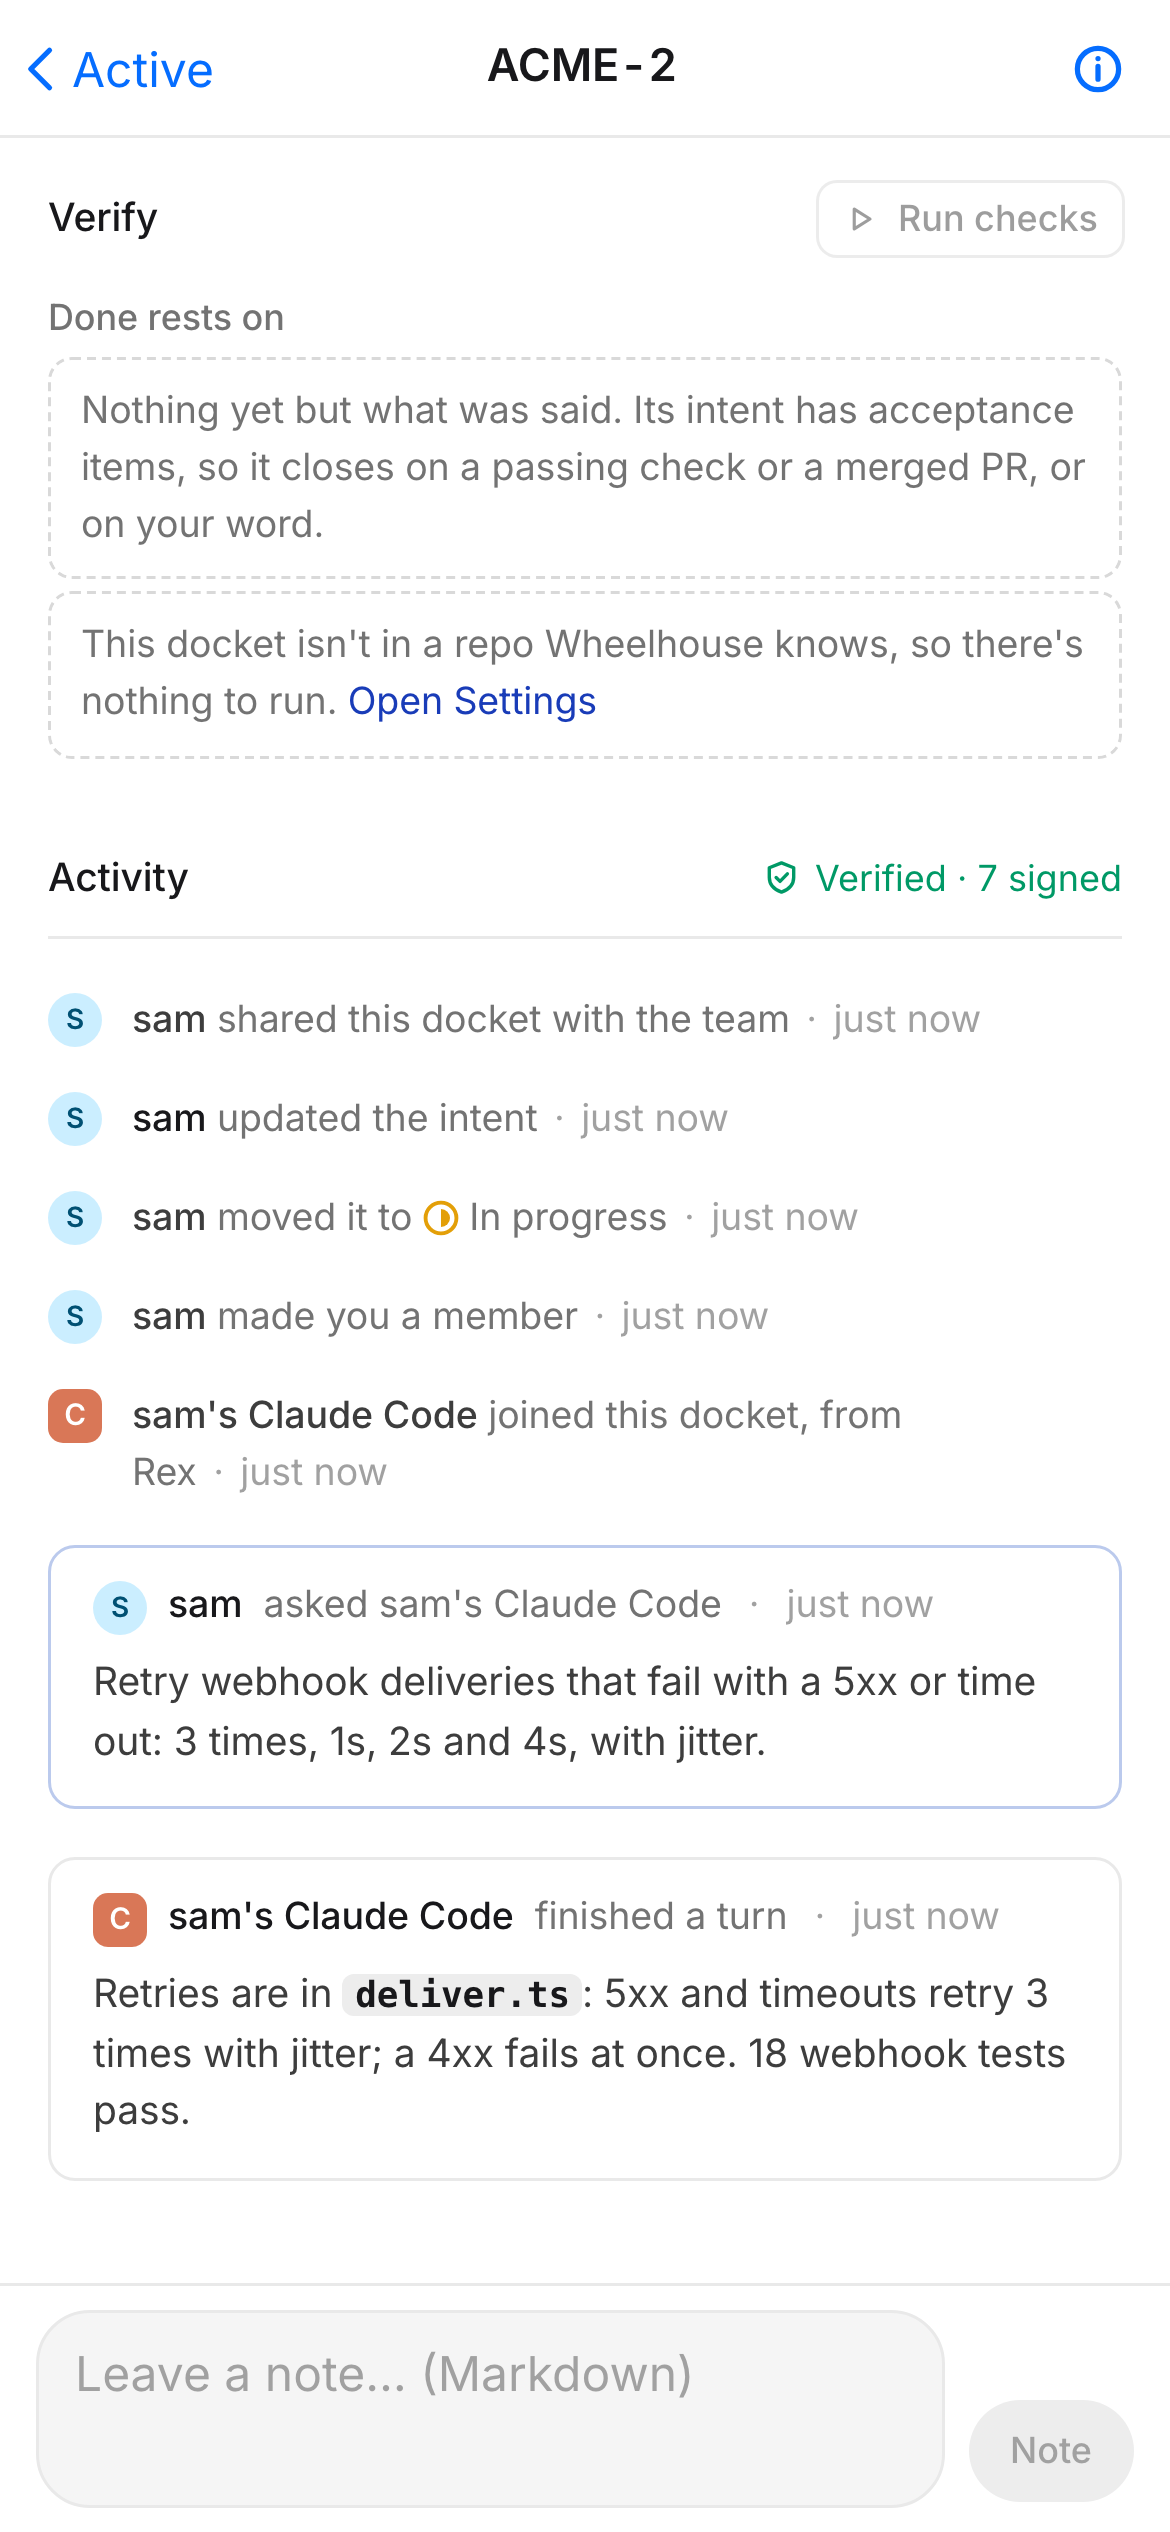 Active
ACME-2
Verify
Run checks
Done rests on
Nothing yet but what was said. Its intent has acceptance
items, so it closes on a passing check or a merged PR, or
on your word.
This docket isn't in a repo Wheelhouse knows, so there's
nothing to run. Open Settings
Activity
Verified · 7 signed
S sam shared this docket with the team · just now
S sam updated the intent · just now
S sam moved it to In progress · just now
S sam made you a member · just now
C sam's Claude Code joined this docket, from
Rex · just now
S sam asked sam's Claude Code · just now
Retry webhook deliveries that fail with a 5xx or time
out: 3 times, 1s, 2s and 4s, with jitter.
C sam's Claude Code finished a turn · just now
Retries are in deliver.ts: 5xx and timeouts retry 3
times with jitter; a 4xx fails at once. 18 webhook tests
pass.
Leave a note... (Markdown)
Note